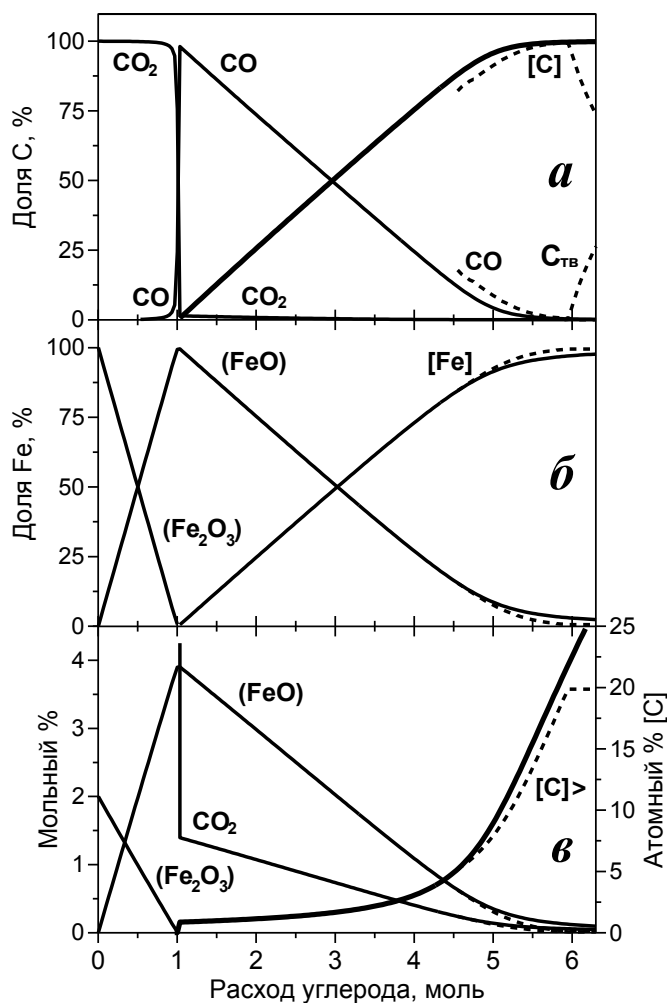 100
75
50
25
0
Доля C, %
CO₂
CO
[C]
а
CO
CO₂
CO
Cтв
100
75
50
25
0
Доля Fe, %
(FeO)
[Fe]
б
(Fe₂O₃)
4
3
2
1
0
Мольный %
(FeO)
CO₂
(Fe₂O₃)
[C]>
в
25
20
15
10
5
0
Атомный % [C]
0 1 2 3 4 5 6
Расход углерода, моль